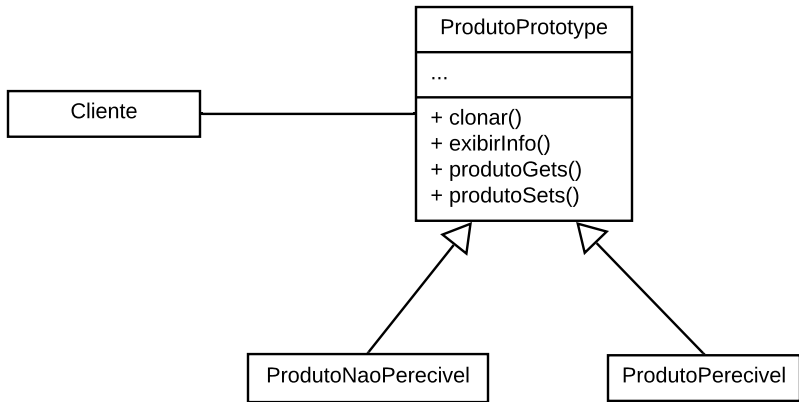 ProdutoPrototype
...
Cliente
+ clonar()
+ exibirInfo()
+ produtoGets()
+ produtoSets()
ProdutoNaoPerecivel
ProdutoPerecivel